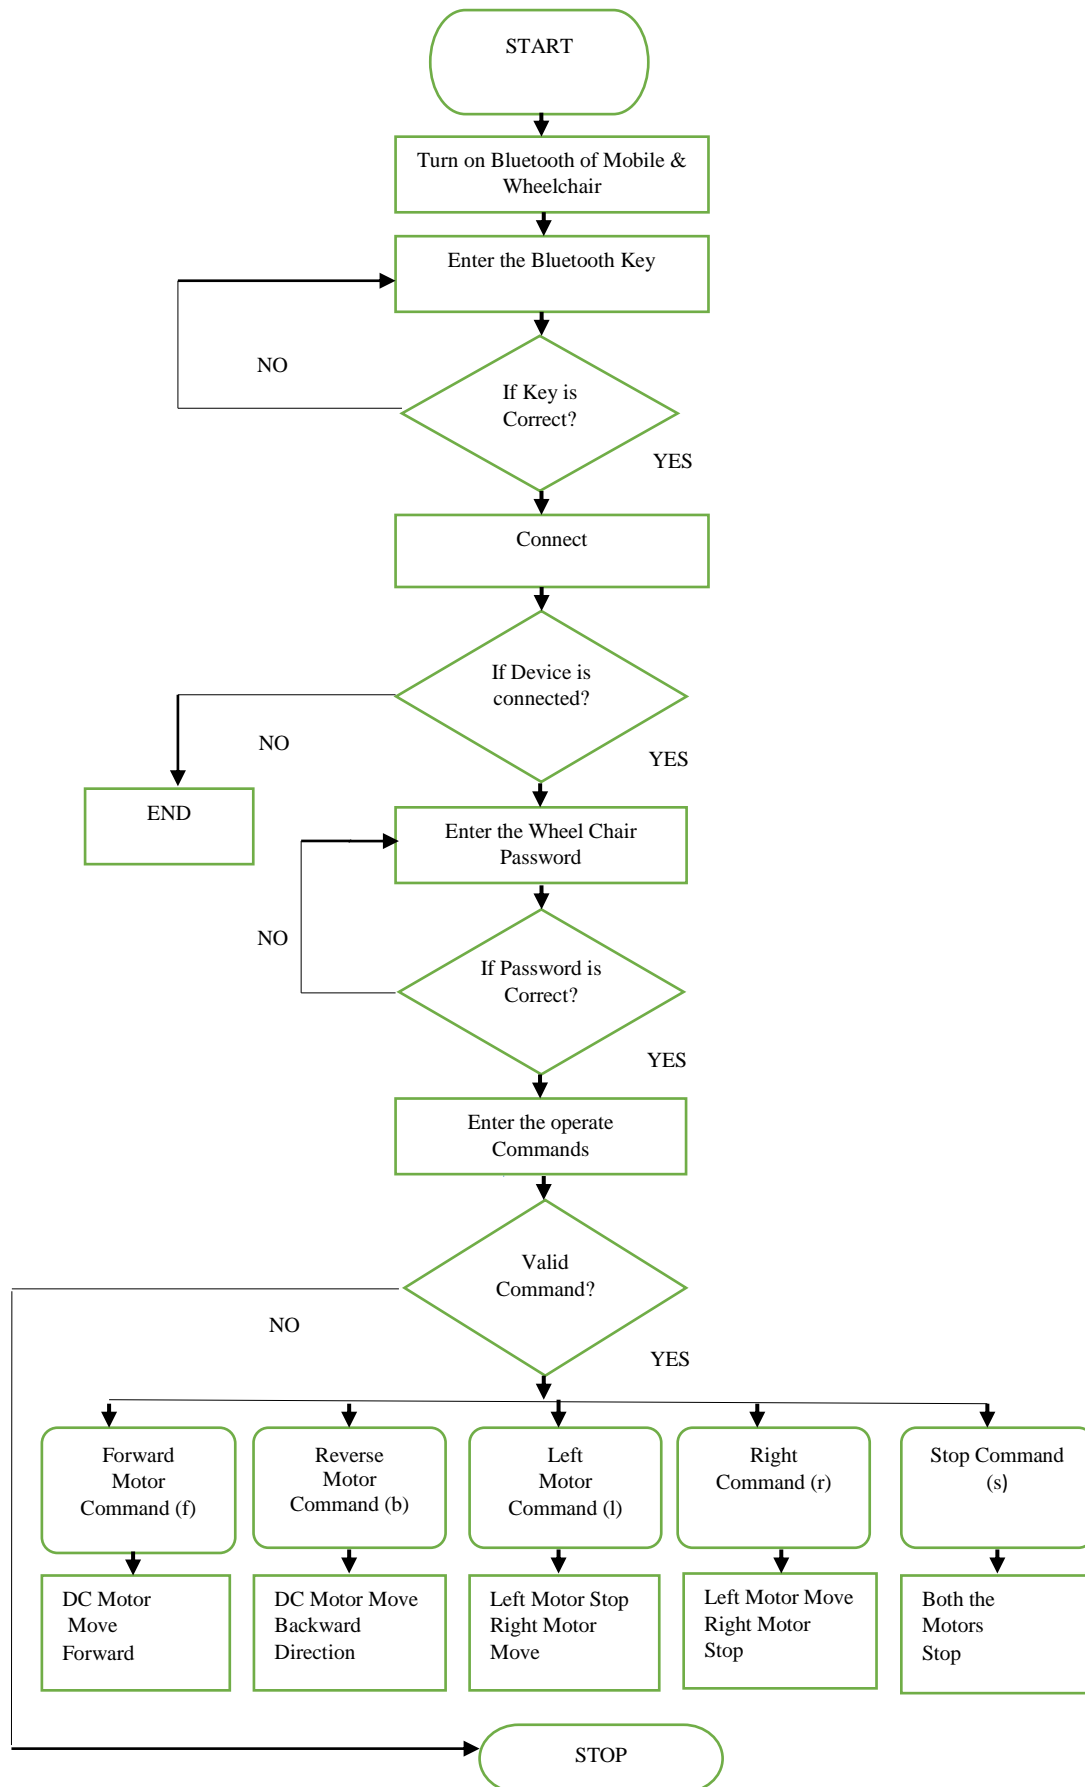 START
Turn on Bluetooth of Mobile &
Wheelchair
Enter the Bluetooth Key
NO
If Key is
Correct?
YES
Connect
If Device is
connected?
NO
YES
END
Enter the Wheel Chair
Password
NO
If Password is
Correct?
YES
Enter the operate
Commands
Valid
Command?
NO
YES
Forward
Motor
Command (f)
Reverse
Motor
Command (b)
Left
Motor
Command (l)
Right
Command (r)
Stop Command
(s)
DC Motor
Move
Forward
DC Motor Move
Backward
Direction
Left Motor Stop
Right Motor
Move
Left Motor Move
Right Motor
Stop
Both the
Motors
Stop
STOP